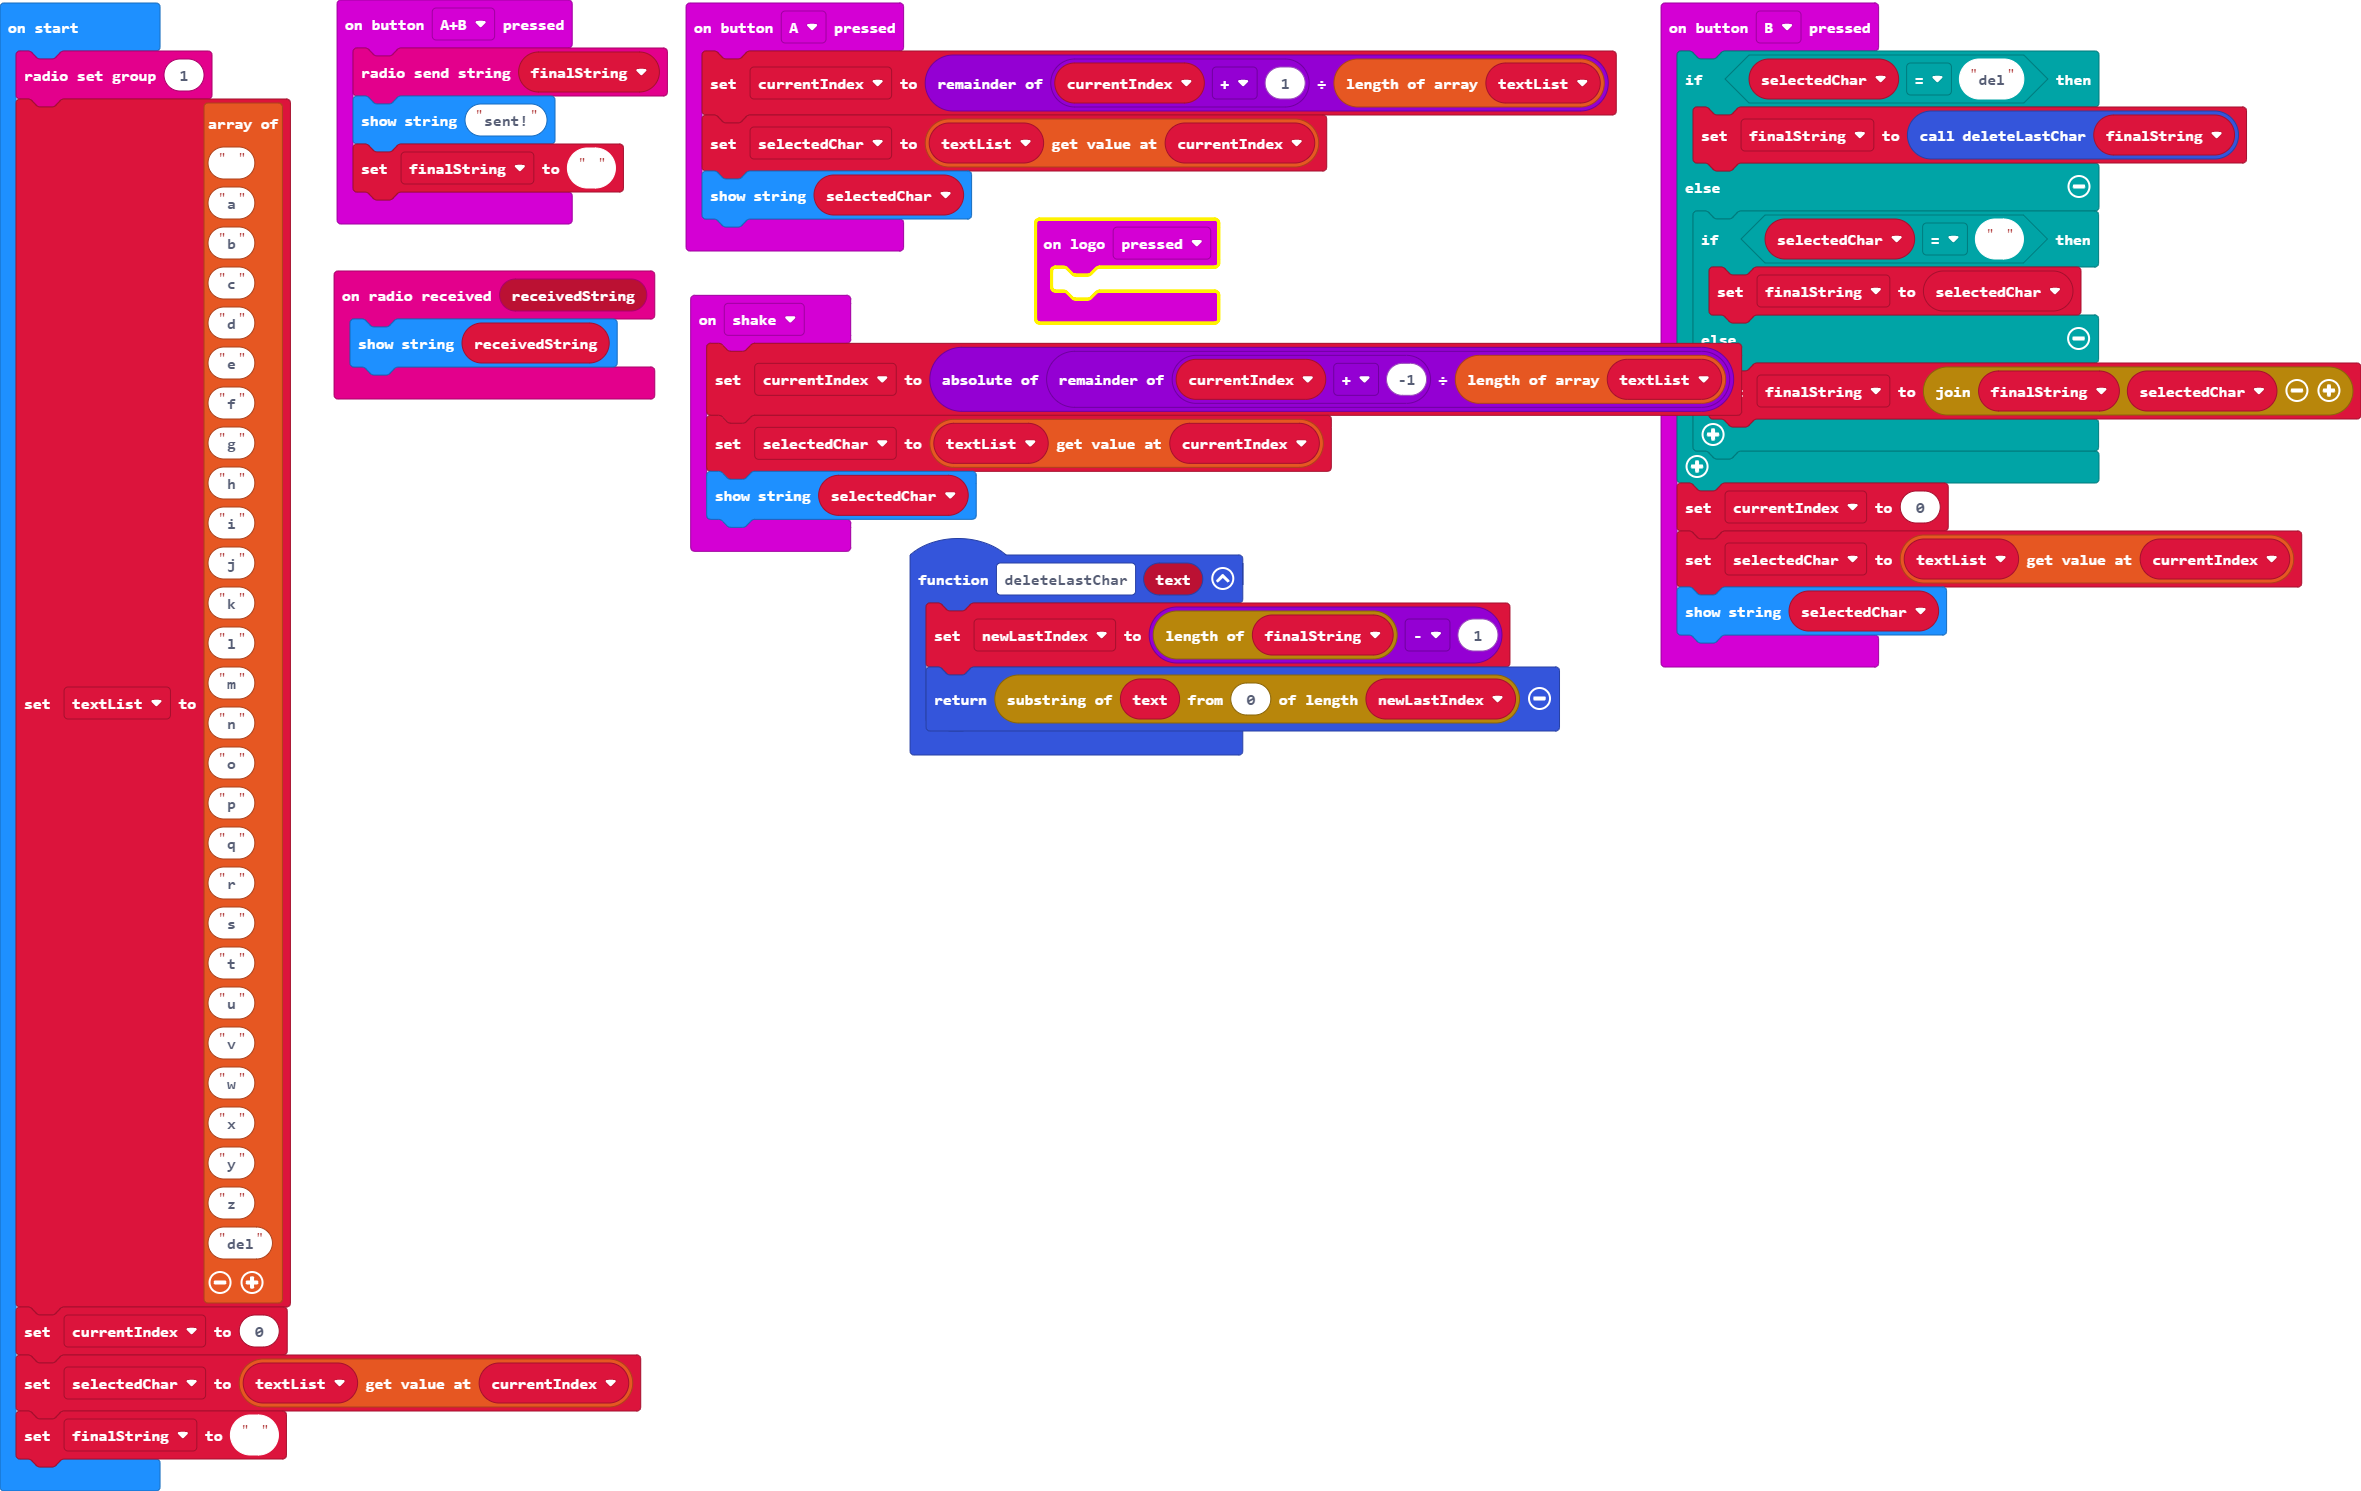 on start
radio set group 1
set textList to
array of
" "
"a"
"b"
"c"
"d"
"e"
"f"
"g"
"h"
"i"
"j"
"k"
"l"
"m"
"n"
"o"
"p"
"q"
"r"
"s"
"t"
"u"
"v"
"w"
"x"
"y"
"z"
"del"
set currentIndex to 0
set selectedChar to textList get value at currentIndex
set finalString to " "
on button A+B pressed
radio send string finalString
show string "sent!"
set finalString to " "
on radio received receivedString
show string receivedString
on button A pressed
set currentIndex to remainder of currentIndex + 1 ÷ length of array textList
set selectedChar to textList get value at currentIndex
show string selectedChar
on logo pressed
on shake
set currentIndex to absolute of remainder of currentIndex + -1 ÷ length of array textList
set selectedChar to textList get value at currentIndex
show string selectedChar
function deleteLastChar text
set newLastIndex to length of finalString - 1
return substring of text from 0 of length newLastIndex
on button B pressed
if selectedChar = "del" then
set finalString to call deleteLastChar finalString
else
if selectedChar = " " then
set finalString to selectedChar
else
finalString to join finalString selectedChar
set currentIndex to 0
set selectedChar to textList get value at currentIndex
show string selectedChar